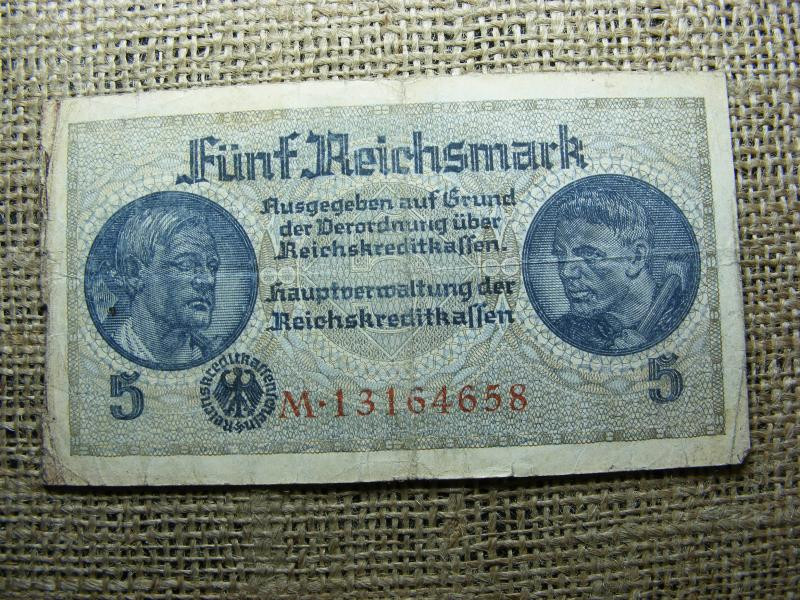 Fünf Reichsmark
Ausgegeben auf Grund
der Verordnung über
Reichskreditkassen.
Hauptverwaltung der
Reichskreditkassen
5
5
M·13164658